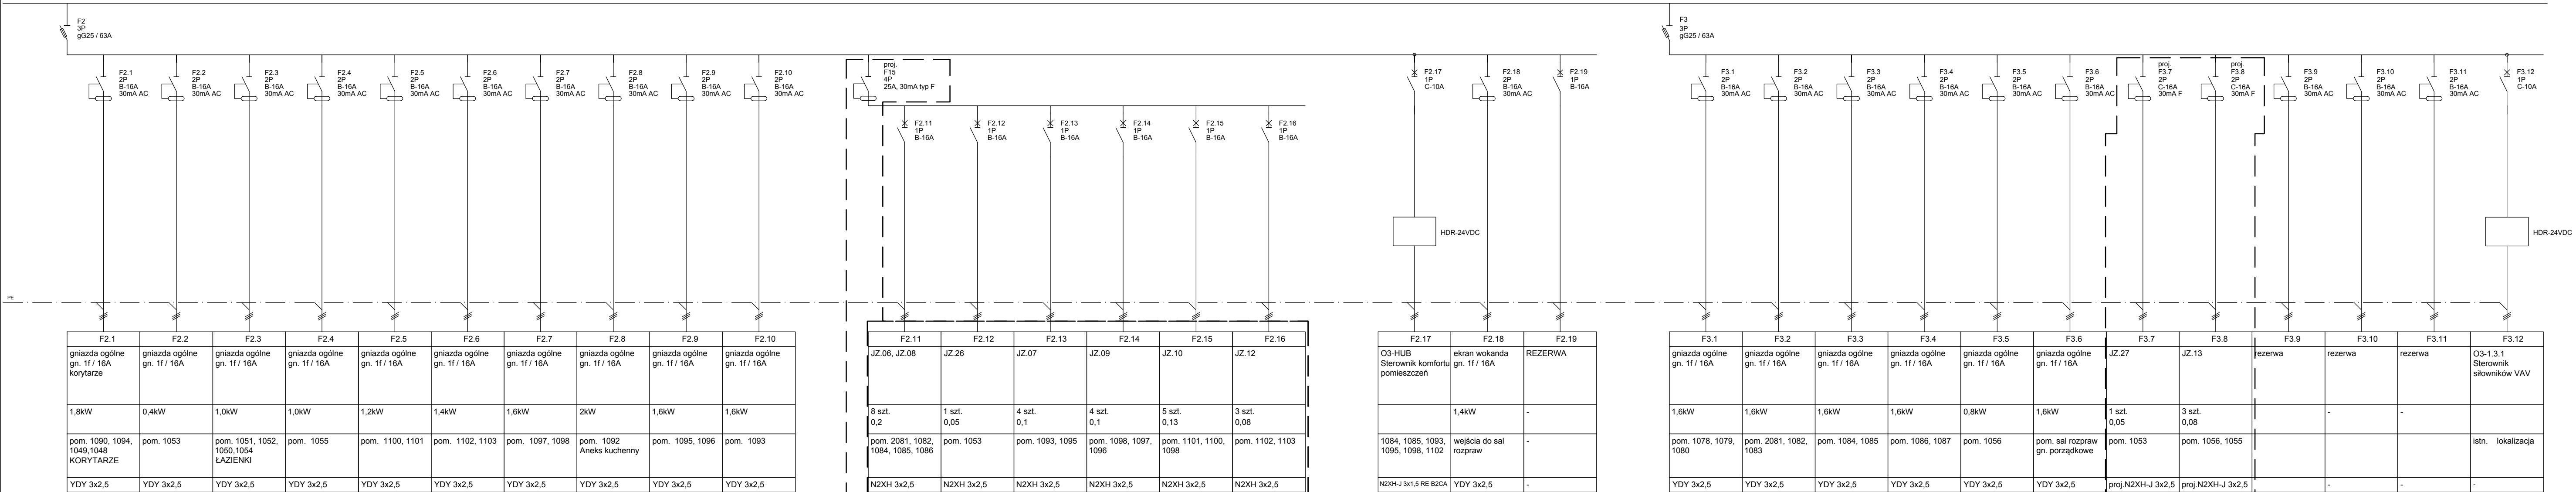 F2
3P
gG25 / 63A
F3
3P
gG25 / 63A
F2.1
2P
B-16A
30mA AC
F2.2
2P
B-16A
30mA AC
F2.3
2P
B-16A
30mA AC
F2.4
2P
B-16A
30mA AC
F2.5
2P
B-16A
30mA AC
F2.6
2P
B-16A
30mA AC
F2.7
2P
B-16A
30mA AC
F2.8
2P
B-16A
30mA AC
F2.9
2P
B-16A
30mA AC
F2.10
2P
B-16A
30mA AC
proj.
F15
4P
25A, 30mA typ F
F2.11
1P
B-16A
F2.12
1P
B-16A
F2.13
1P
B-16A
F2.14
1P
B-16A
F2.15
1P
B-16A
F2.16
1P
B-16A
F2.17
1P
C-10A
F2.18
2P
B-16A
30mA AC
F2.19
1P
B-16A
F3.1
2P
B-16A
30mA AC
F3.2
2P
B-16A
30mA AC
F3.3
2P
B-16A
30mA AC
F3.4
2P
B-16A
30mA AC
F3.5
2P
B-16A
30mA AC
F3.6
2P
B-16A
30mA AC
proj.
F3.7
2P
C-16A
30mA F
proj.
F3.8
2P
C-16A
30mA F
F3.9
2P
B-16A
30mA AC
F3.10
2P
B-16A
30mA AC
F3.11
2P
B-16A
30mA AC
F3.12
1P
C-10A
HDR-24VDC
HDR-24VDC
PE
F2.1 F2.2 F2.3 F2.4 F2.5 F2.6 F2.7 F2.8 F2.9 F2.10
gniazda ogólne gniazda ogólne gniazda ogólne gniazda ogólne gniazda ogólne gniazda ogólne gniazda ogólne gniazda ogólne gniazda ogólne gniazda ogólne
gn. 1f / 16A gn. 1f / 16A gn. 1f / 16A gn. 1f / 16A gn. 1f / 16A gn. 1f / 16A gn. 1f / 16A gn. 1f / 16A gn. 1f / 16A gn. 1f / 16A
korytarze
1,8kW 0,4kW 1,0kW 1,0kW 1,2kW 1,4kW 1,6kW 2kW 1,6kW 1,6kW
pom. 1090, 1094, pom. 1053 pom. 1051, 1052, pom. 1055 pom. 1100, 1101 pom. 1102, 1103 pom. 1097, 1098 pom. 1092 pom. 1095, 1096 pom. 1093
1049,1048 1050,1054 Aneks kuchenny
KORYTARZE ŁAZIENKI
YDY 3x2,5 YDY 3x2,5 YDY 3x2,5 YDY 3x2,5 YDY 3x2,5 YDY 3x2,5 YDY 3x2,5 YDY 3x2,5 YDY 3x2,5 YDY 3x2,5
F2.11 F2.12 F2.13 F2.14 F2.15 F2.16
JZ.06, JZ.08 JZ.26 JZ.07 JZ.09 JZ.10 JZ.12
8 szt. 1 szt. 4 szt. 4 szt. 5 szt. 3 szt.
0,2 0,05 0,1 0,1 0,13 0,08
pom. 2081, 1082, pom. 1053 pom. 1093, 1095 pom. 1098, 1097, pom. 1101, 1100, pom. 1102, 1103
1084, 1085, 1086 1096 1098
N2XH 3x2,5 N2XH 3x2,5 N2XH 3x2,5 N2XH 3x2,5 N2XH 3x2,5 N2XH 3x2,5
F2.17 F2.18 F2.19
O3-HUB ekran wokanda REZERWA
Sterownik komfortu gn. 1f / 16A
pomieszczeń
1,4kW -
1084, 1085, 1093, wejścia do sal -
1095, 1098, 1102 rozpraw
N2XH-J 3x1,5 RE B2CA YDY 3x2,5 -
F3.1 F3.2 F3.3 F3.4 F3.5 F3.6 F3.7 F3.8 F3.9 F3.10 F3.11 F3.12
gniazda ogólne gniazda ogólne gniazda ogólne gniazda ogólne gniazda ogólne gniazda ogólne JZ.27 JZ.13 rezerwa rezerwa rezerwa O3-1.3.1
gn. 1f / 16A gn. 1f / 16A gn. 1f / 16A gn. 1f / 16A gn. 1f / 16A gn. 1f / 16A Sterownik
siłowników VAV
1,6kW 1,6kW 1,6kW 1,6kW 0,8kW 1,6kW 1 szt. 3 szt. - -
0,05 0,08
pom. 1078, 1079, pom. 2081, 1082, pom. 1084, 1085 pom. 1086, 1087 pom. 1056 pom. sal rozpraw pom. 1053 pom. 1056, 1055 istn. lokalizacja
1080 1083 gn. porządkowe
YDY 3x2,5 YDY 3x2,5 YDY 3x2,5 YDY 3x2,5 YDY 3x2,5 YDY 3x2,5 proj.N2XH-J 3x2,5 proj.N2XH-J 3x2,5 - - -